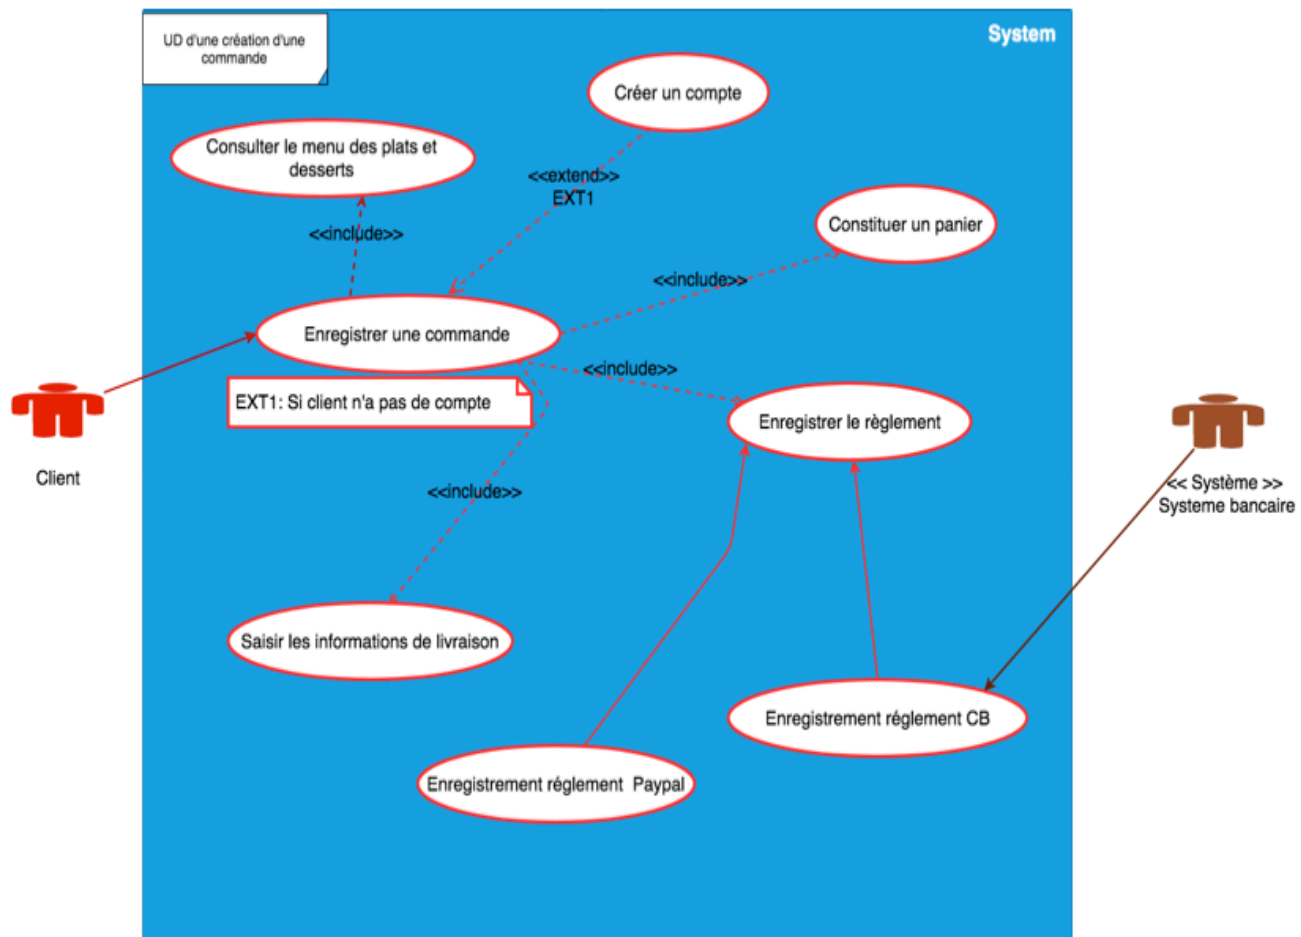 UD d'une création d'une
commande
System
Créer un compte
Consulter le menu des plats et
desserts
<<extend>>
EXT1
<<include>>
Constituer un panier
<<include>>
Enregistrer une commande
<<include>>
EXT1: Si client n'a pas de compte
Enregistrer le règlement
Client
<< Système >>
Systeme bancaire
<<include>>
Saisir les informations de livraison
Enregistrement réglement CB
Enregistrement réglement  Paypal